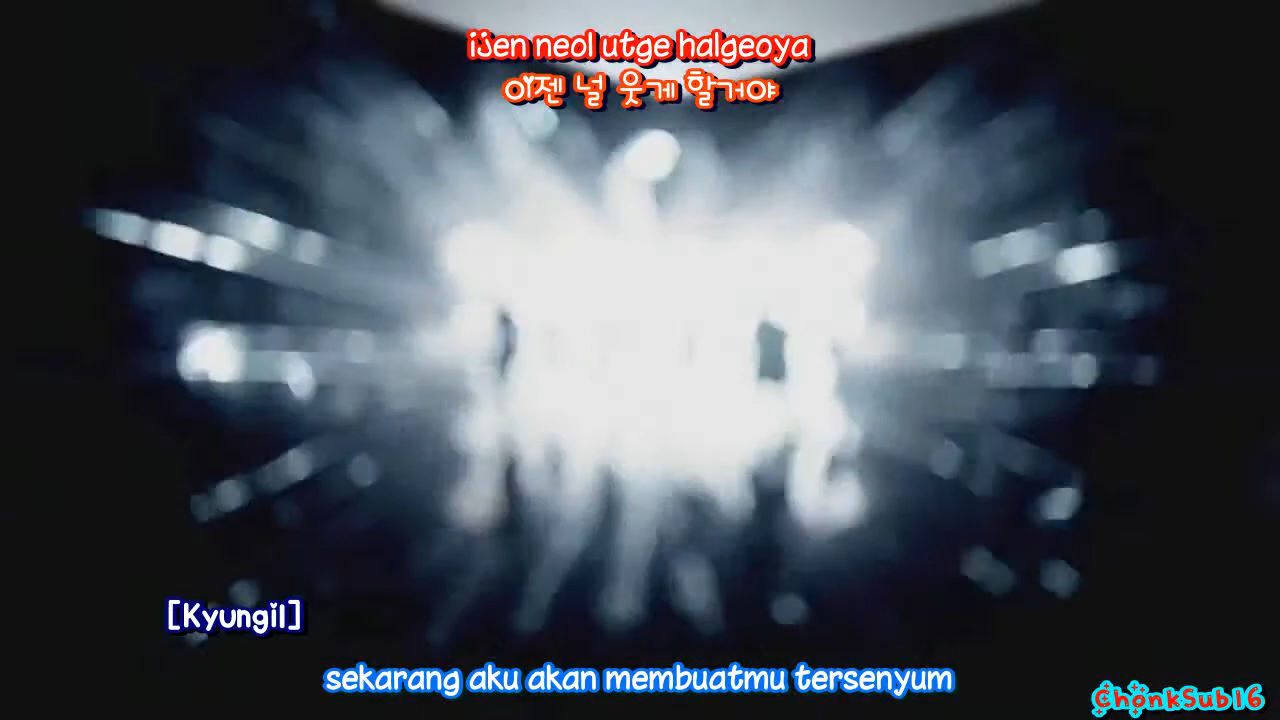 ijen neol utge halgeoya
이젠 널 웃게 할거야
[Kyungil]
sekarang aku akan membuatmu tersenyum
ChonkSub16